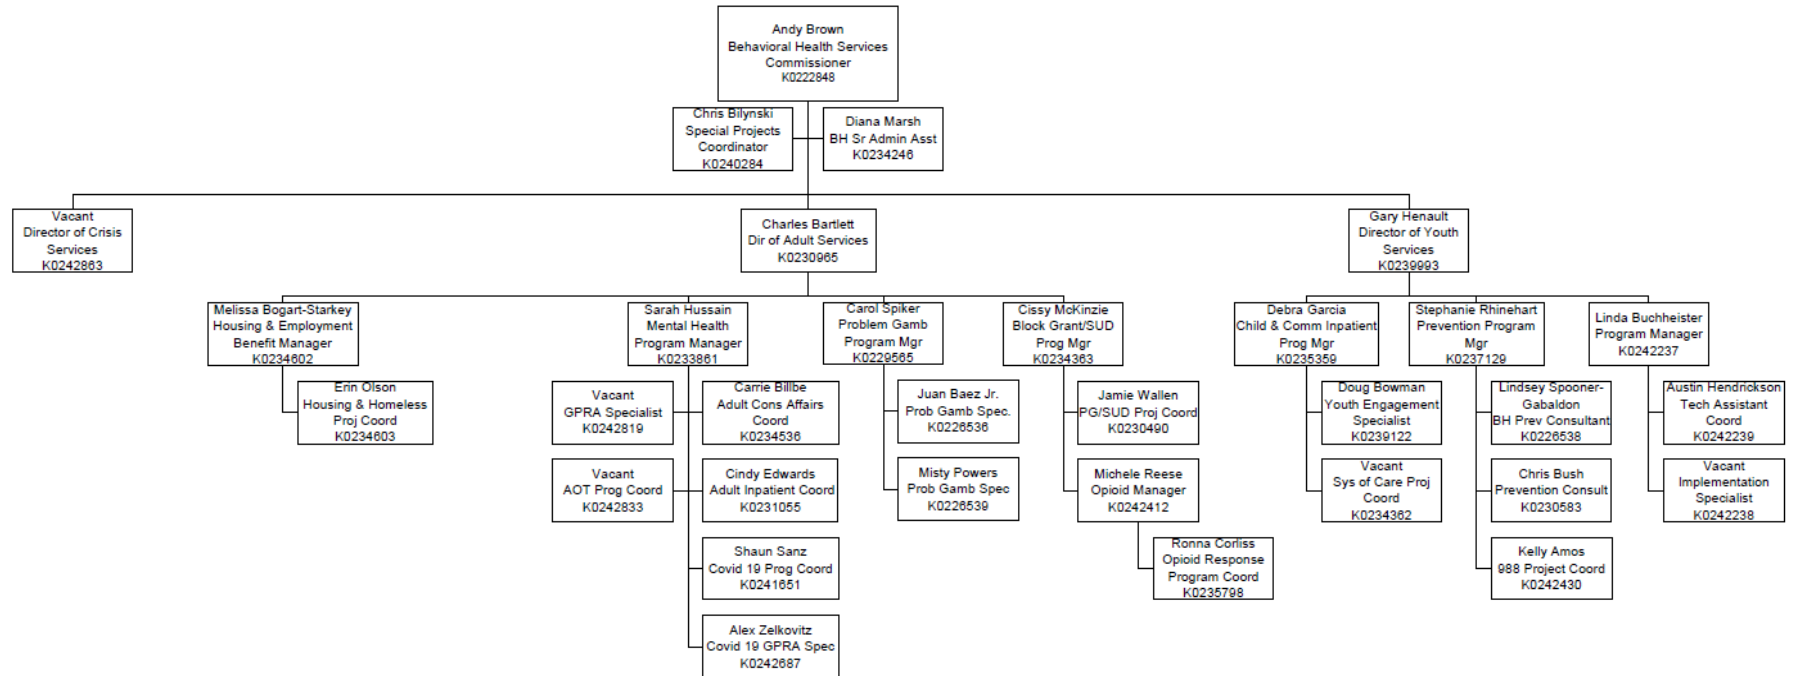 Andy Brown
Behavioral Health Services
Commissioner
K0222848
Chris Bilynski
Special Projects
Coordinator
K0240284
Diana Marsh
BH Sr Admin Asst
K0234246
Vacant
Director of Crisis
Services
K0242863
Charles Bartlett
Dir of Adult Services
K0230965
Gary Henault
Director of Youth
Services
K0239993
Melissa Bogart-Starkey
Housing & Employment
Benefit Manager
K0234602
Sarah Hussain
Mental Health
Program Manager
K0233861
Carol Spiker
Problem Gamb
Program Mgr
K0229565
Cissy McKinzie
Block Grant/SUD
Prog Mgr
K0234363
Debra Garcia
Child & Comm Inpatient
Prog Mgr
K0235359
Stephanie Rhinehart
Prevention Program
Mgr
K0237129
Linda Buchheister
Program Manager
K0242237
Erin Olson
Housing & Homeless
Proj Coord
K0234603
Vacant
GPRA Specialist
K0242819
Carrie Billbe
Adult Cons Affairs
Coord
K0234536
Juan Baez Jr.
Prob Gamb Spec.
K0226536
Jamie Wallen
PG/SUD Proj Coord
K0230490
Doug Bowman
Youth Engagement
Specialist
K0239122
Lindsey Spooner-
Gabaldon
BH Prev Consultant
K0226538
Austin Hendrickson
Tech Assistant
Coord
K0242239
Vacant
AOT Prog Coord
K0242833
Cindy Edwards
Adult Inpatient Coord
K0231055
Misty Powers
Prob Gamb Spec
K0226539
Michele Reese
Opioid Manager
K0242412
Vacant
Sys of Care Proj
Coord
K0234362
Chris Bush
Prevention Consult
K0230583
Vacant
Implementation
Specialist
K0242238
Shaun Sanz
Covid 19 Prog Coord
K0241651
Ronna Corliss
Opioid Response
Program Coord
K0235798
Kelly Amos
988 Project Coord
K0242430
Alex Zelkovitz
Covid 19 GPRA Spec
K0242687